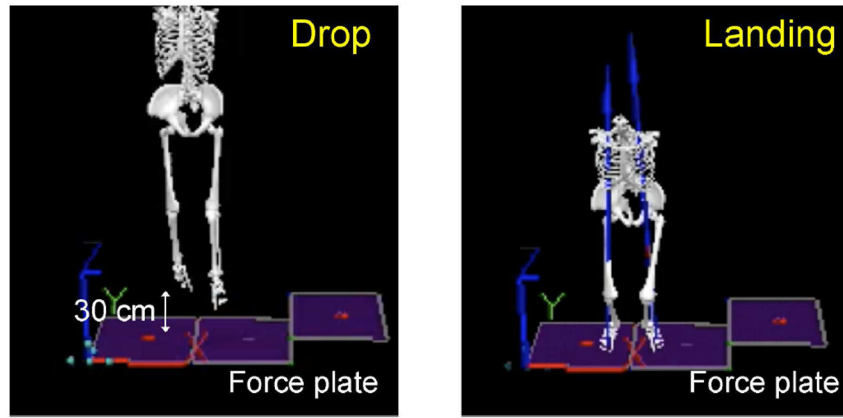 Drop
Z
Y
30 cm
X
Force plate
Landing
Z
Y
X
Force plate